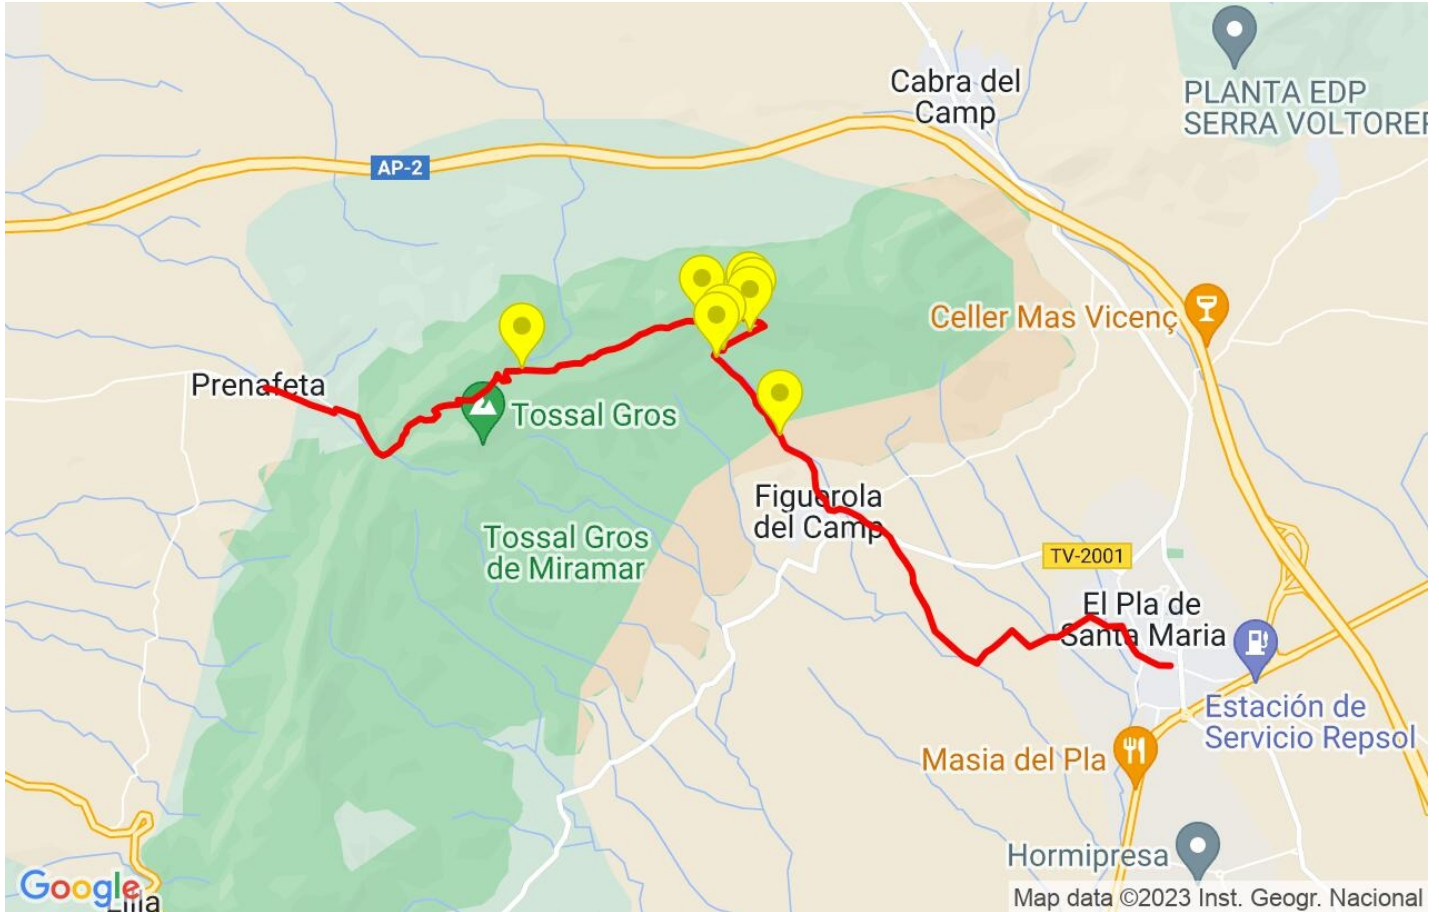 Cabra del
Camp
PLANTA EDP
SERRA VOLTORER
AP-2
Celler Mas Vicenç
Prenafeta
Tossal Gros
Figuerola
del Camp
Tossal Gros
de Miramar
TV-2001
El Pla de
Santa Maria
Estación de
Servicio Repsol
Masia del Pla
Hormipresa
Google
Lilla
Map data ©2023 Inst. Geogr. Nacional